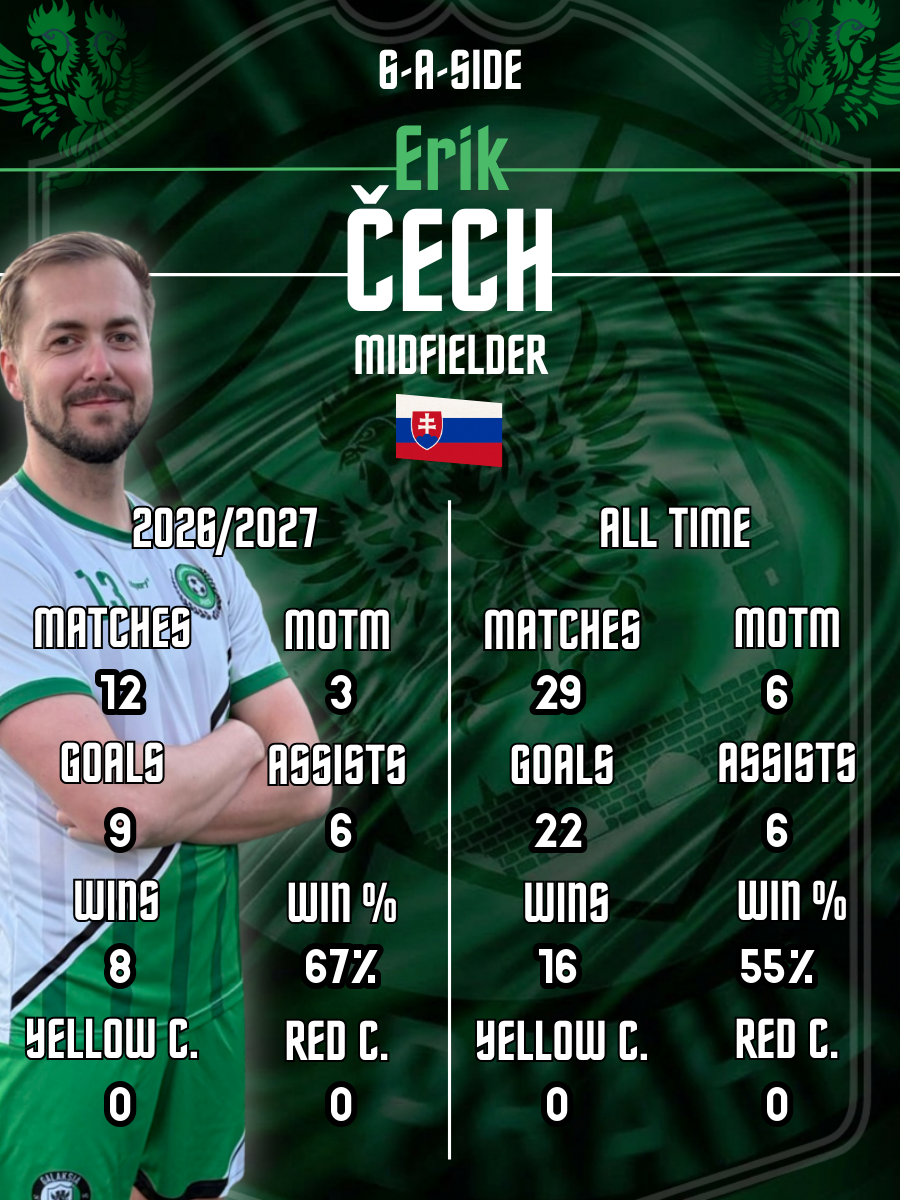 6-A-SIDE
Erik
ČECH
MIDFIELDER
2026/2027
13
MATCHES
MOTM
12
3
GOALS
ASSISTS
9
6
WINS
WIN %
8
67%
YELLOW C.
RED C.
0
0
ALL TIME
MATCHES
MOTM
29
6
GOALS
ASSISTS
22
6
WINS
WIN %
16
55%
YELLOW C.
RED C.
0
0
GALAKSIA